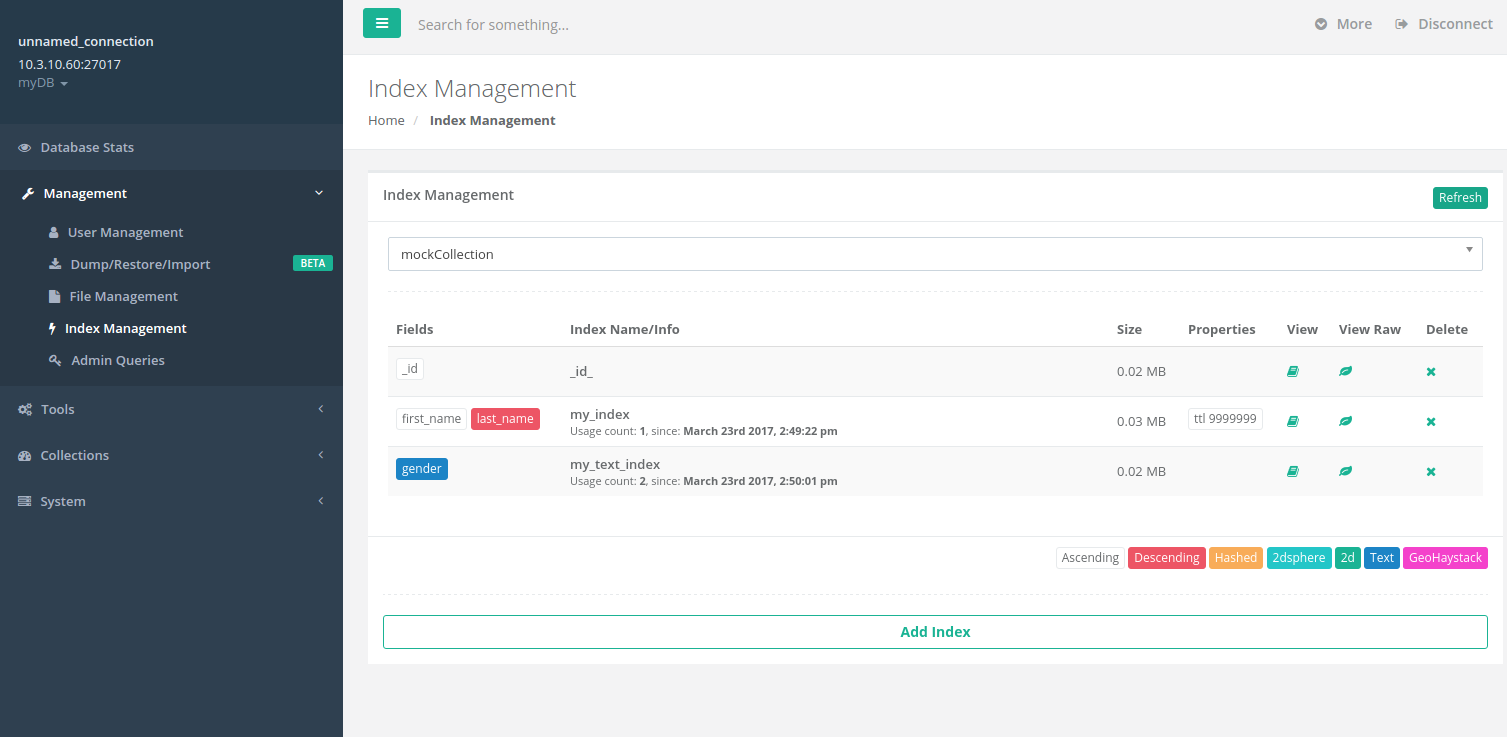 unnamed_connection
10.3.10.60:27017
myDB
Database Stats
Management
User Management
Dump/Restore/Import BETA
File Management
Index Management
Admin Queries
Tools
Collections
System
Search for something...
More Disconnect
Index Management
Home / Index Management
Index Management
Refresh
mockCollection
Fields Index Name/Info Size Properties View View Raw Delete
_id _id_ 0.02 MB
first_name last_name my_index 0.03 MB ttl 9999999
Usage count: 1, since: March 23rd 2017, 2:49:22 pm
gender my_text_index 0.02 MB
Usage count: 2, since: March 23rd 2017, 2:50:01 pm
Ascending Descending Hashed 2dsphere 2d Text GeoHaystack
Add Index